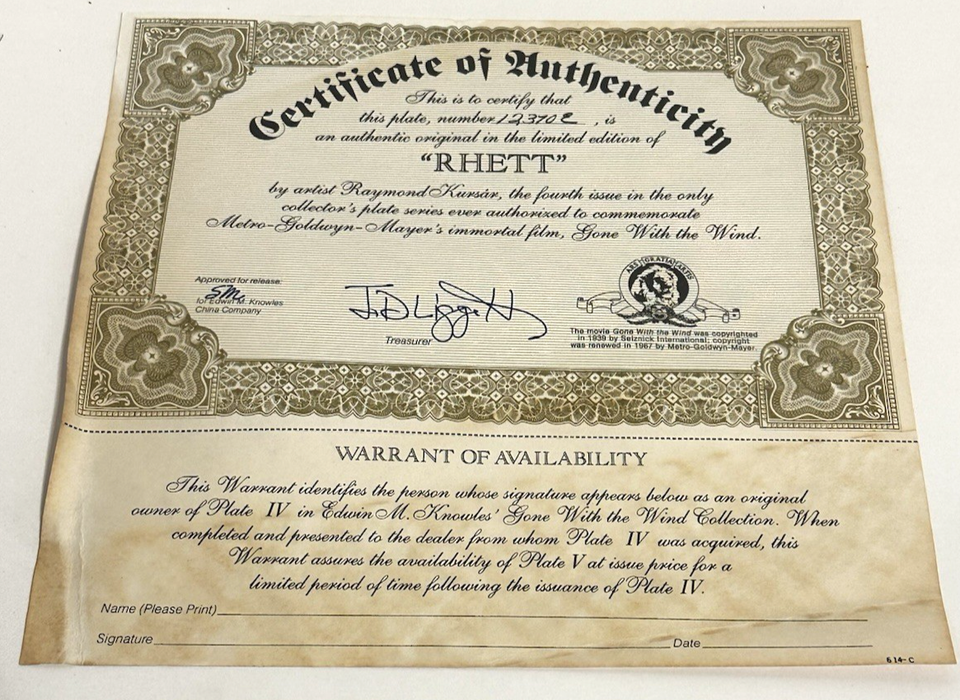 Certificate of Authenticity
This is to certify that
this plate, number 12370E , is
an authentic original in the limited edition of
“RHETT”
by artist Raymond Kursár, the fourth issue in the only
collector's plate series ever authorized to commemorate
Metro-Goldwyn-Mayer's immortal film, Gone With the Wind.
Approved for release:
for Edwin M. Knowles
China Company
Treasurer
ARS GRATIA ARTIS
The movie Gone With the Wind was copyrighted
in 1939 by Selznick International; copyright
was renewed in 1967 by Metro-Goldwyn-Mayer.
WARRANT OF AVAILABILITY
This Warrant identifies the person whose signature appears below as an original
owner of Plate IV in Edwin M. Knowles' Gone With the Wind Collection. When
completed and presented to the dealer from whom Plate IV was acquired, this
Warrant assures the availability of Plate V at issue price for a
limited period of time following the issuance of Plate IV.
Name (Please Print)
Signature Date
614-C